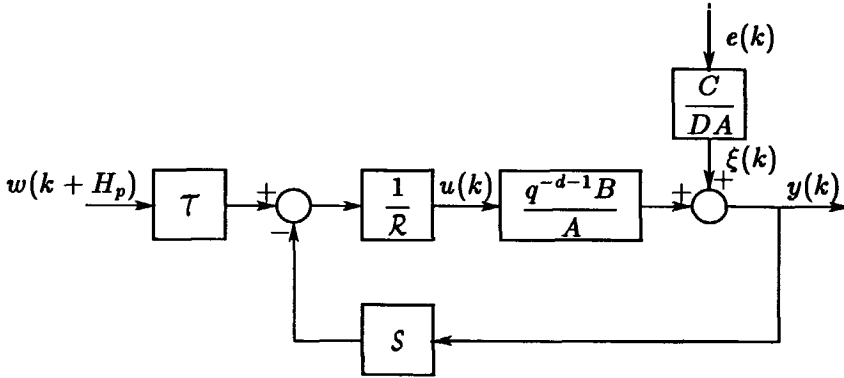 e(k)
C
DA
ξ(k)
w(k + H_p)
𝒯
+
−
1
ℛ
u(k)
q^{-d-1}B
A
+
+
y(k)
𝒮